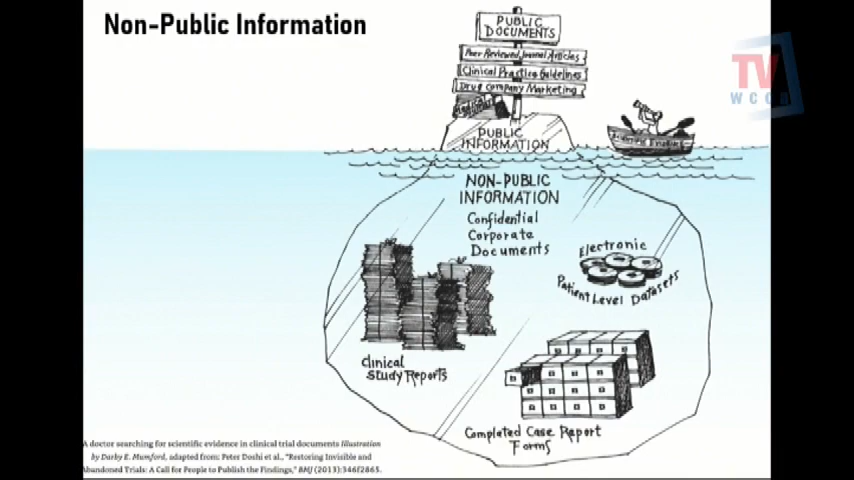 Non-Public Information
TV
WCCB
PUBLIC
DOCUMENTS
Peer Reviewed Journal Articles
Clinical Practice Guidelines
Drug Company Marketing
PUBLIC
INFORMATION
NON-PUBLIC
INFORMATION
Confidential
Corporate
Documents
Electronic
Patient Level Datasets
Clinical
Study Reports
Completed Case Report
Forms
A doctor searching for scientific evidence in clinical trial documents Illustration
by Darby E. Mumford, adapted from: Peter Doshi et al., "Restoring Invisible and
Abandoned Trials: A Call for People to Publish the Findings," BMJ (2013):346f2865.